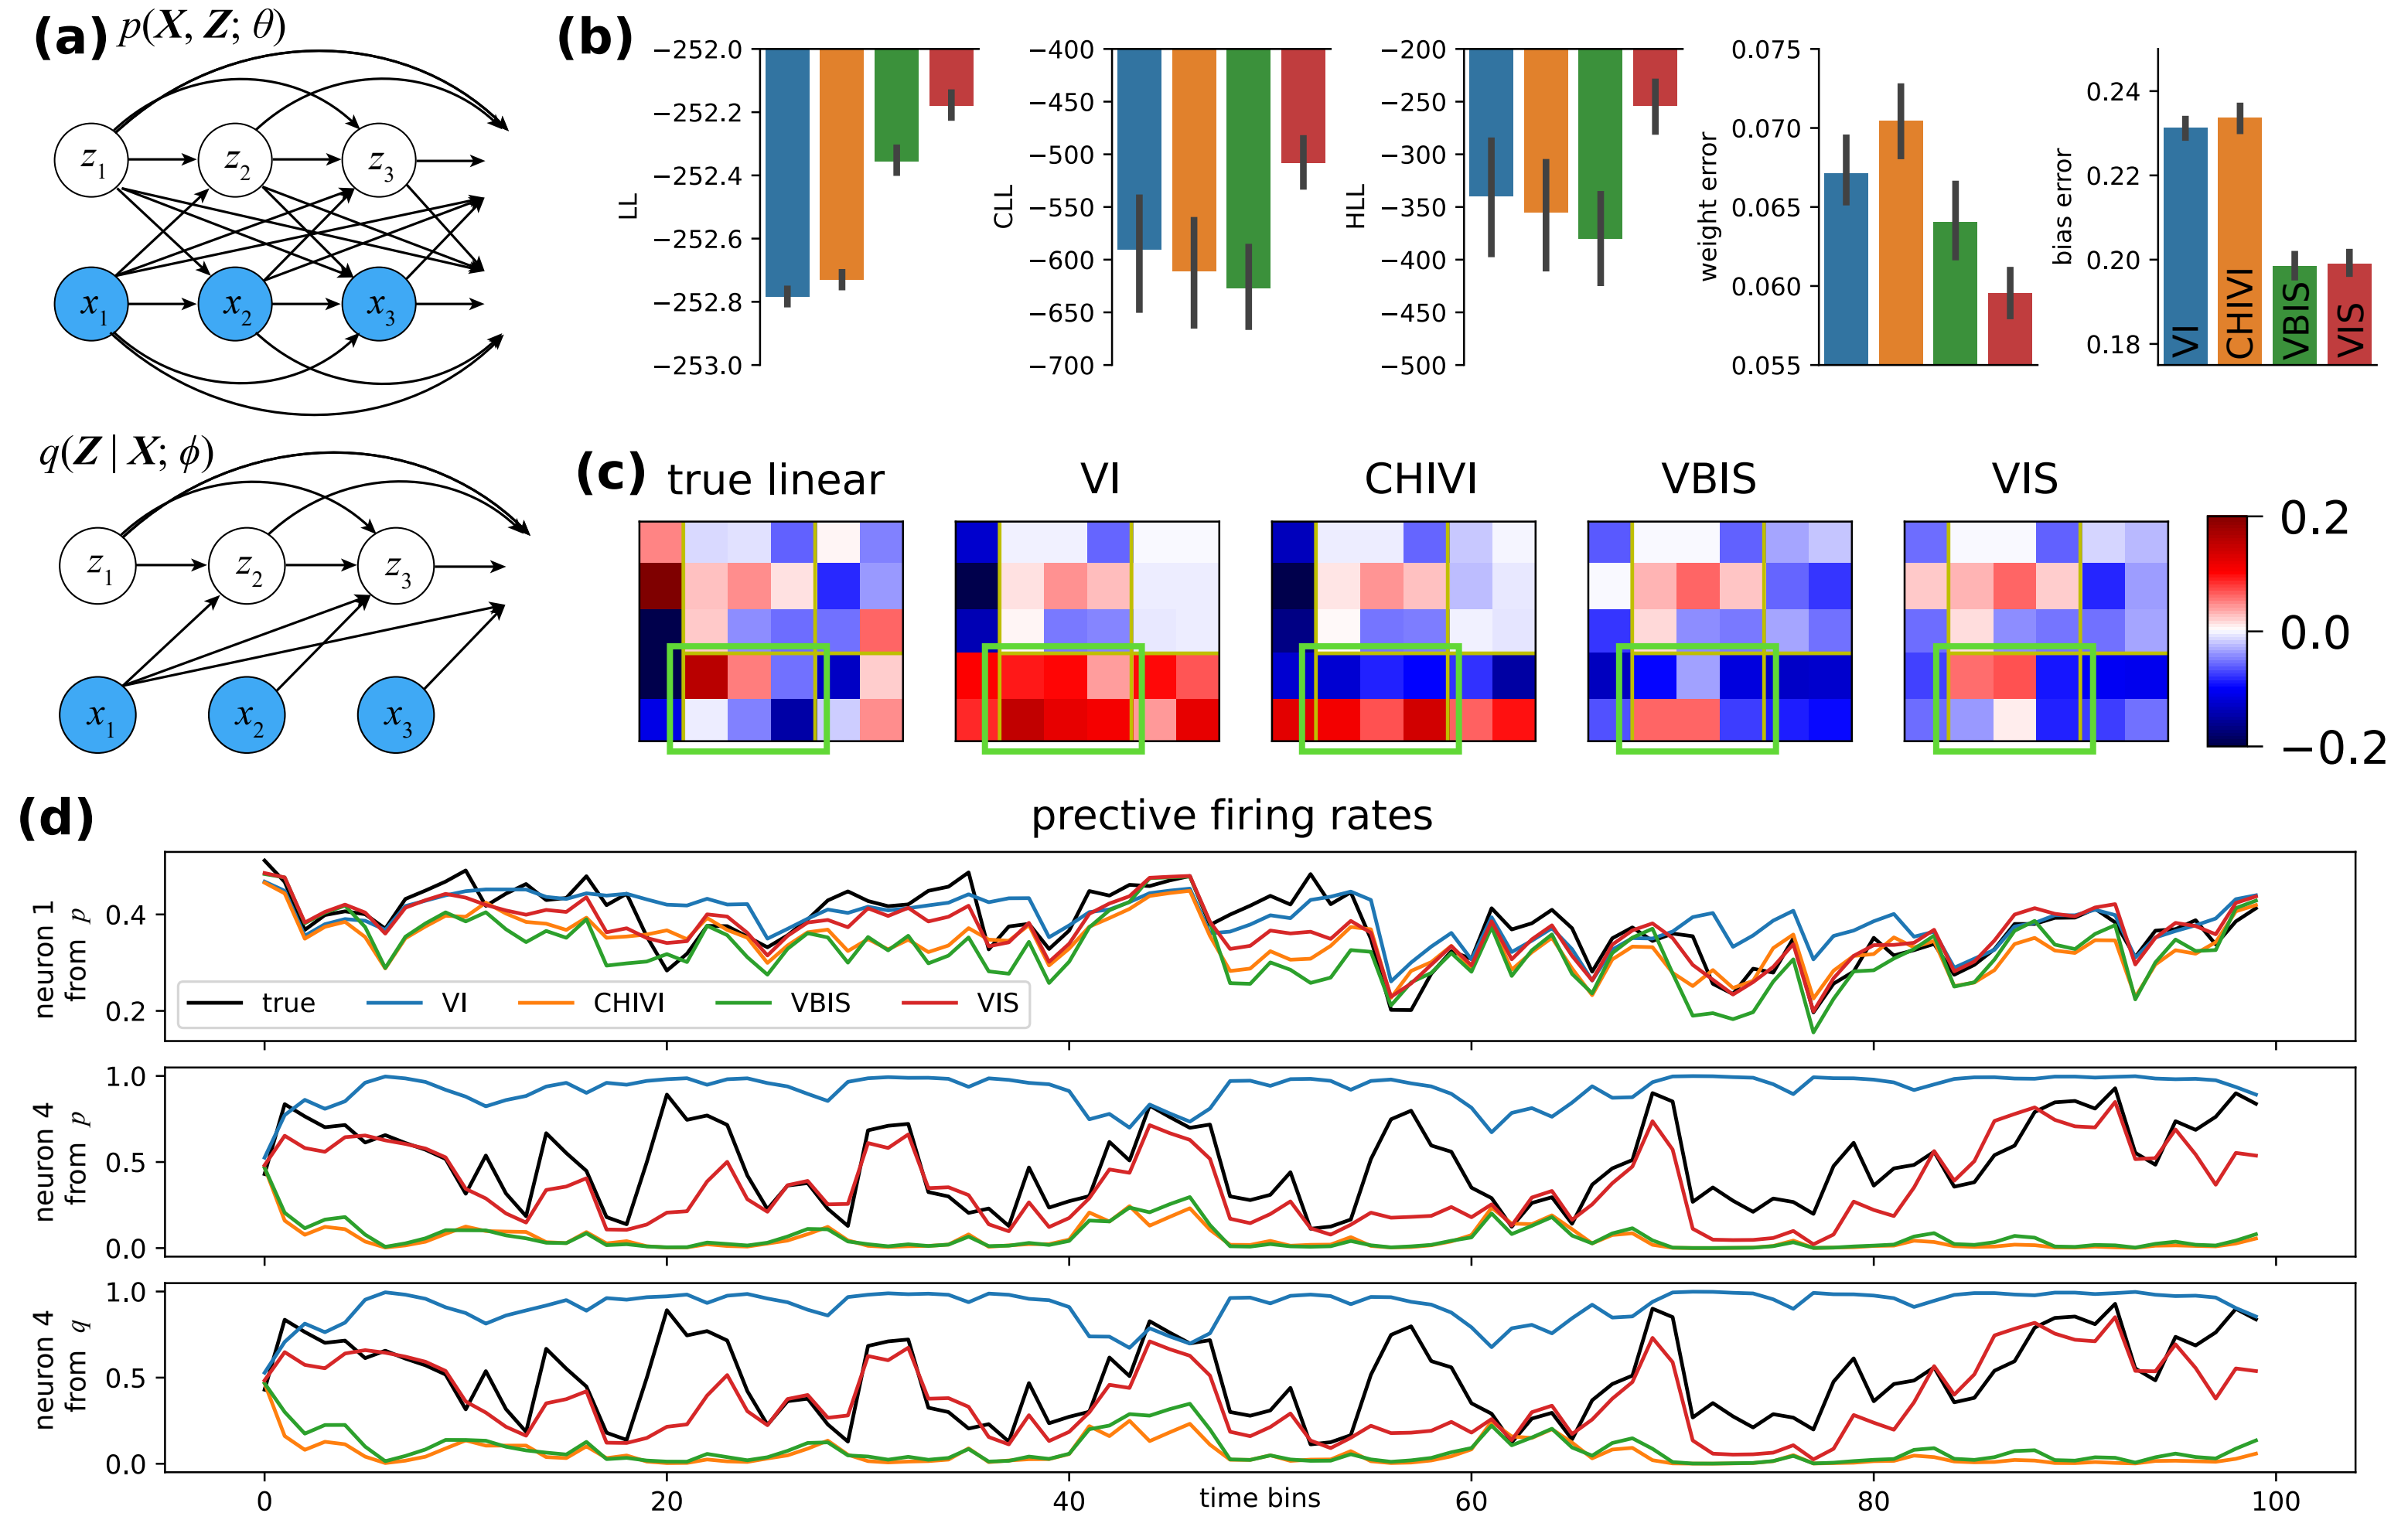 (a) p(X, Z; θ)
z1 z2 z3
x1 x2 x3
q(Z | X; ϕ)
z1 z2 z3
x1 x2 x3
(b)
LL
−252.0
−252.2
−252.4
−252.6
−252.8
−253.0
CLL
−400
−450
−500
−550
−600
−650
−700
HLL
−200
−250
−300
−350
−400
−450
−500
weight error
0.075
0.070
0.065
0.060
0.055
bias error
0.24
0.22
0.20
0.18
VI
CHIVI
VBIS
VIS
(c) true linear VI CHIVI VBIS VIS
0.2
0.0
−0.2
(d) prective firing rates
neuron 1
from p
0.4
0.2
true VI CHIVI VBIS VIS
neuron 4
from p
1.0
0.5
0.0
neuron 4
from q
1.0
0.5
0.0
0 20 40 60 80 100
time bins